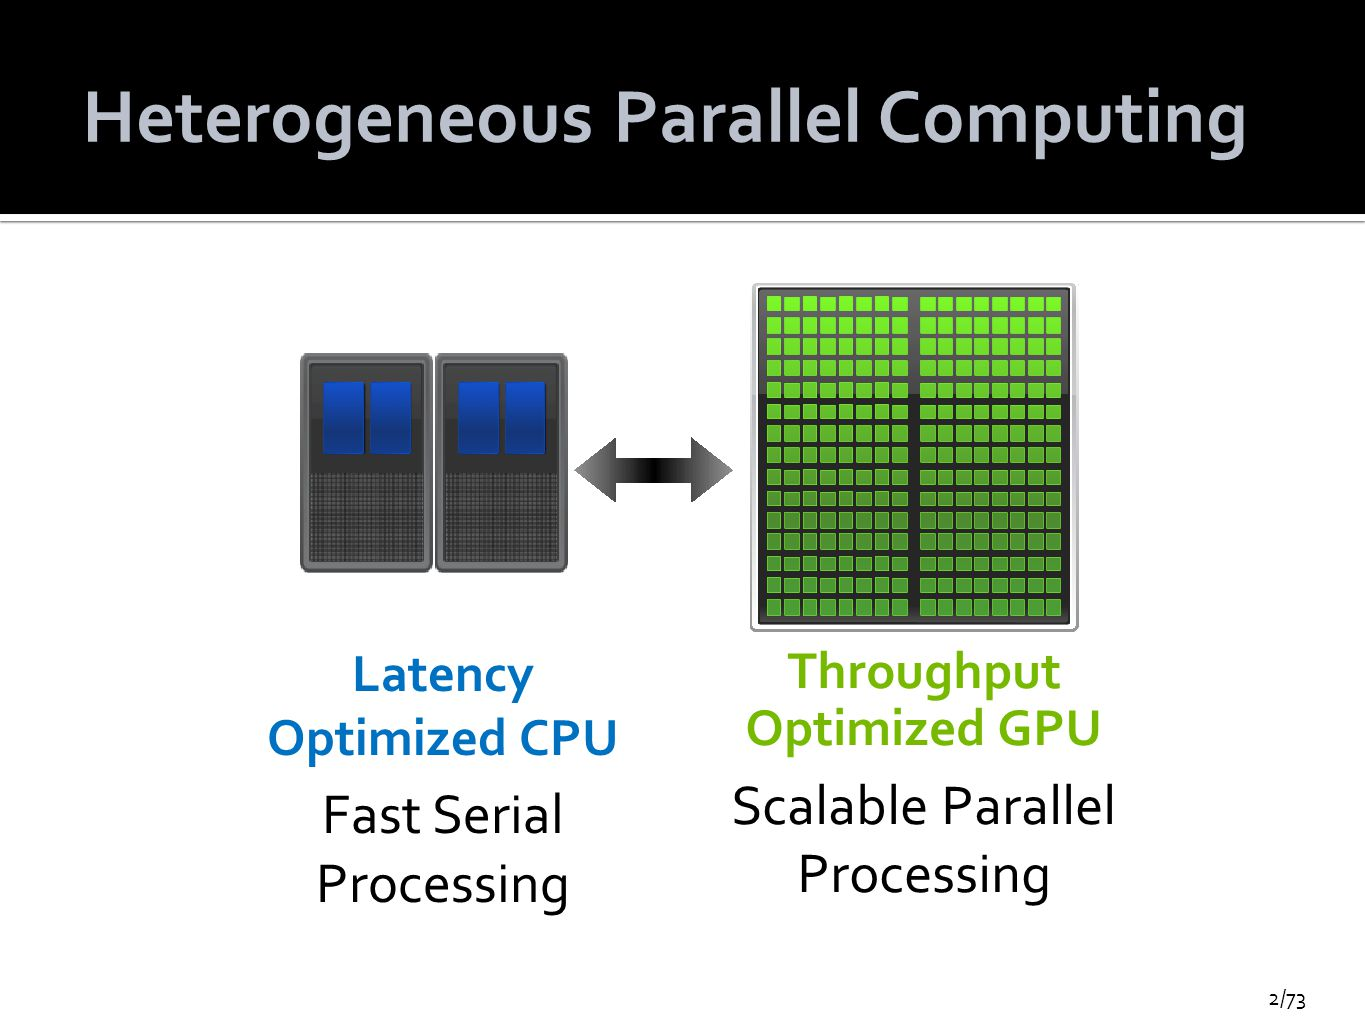 Heterogeneous Parallel Computing
Latency
Optimized CPU
Fast Serial
Processing
Throughput
Optimized GPU
Scalable Parallel
Processing
2/73